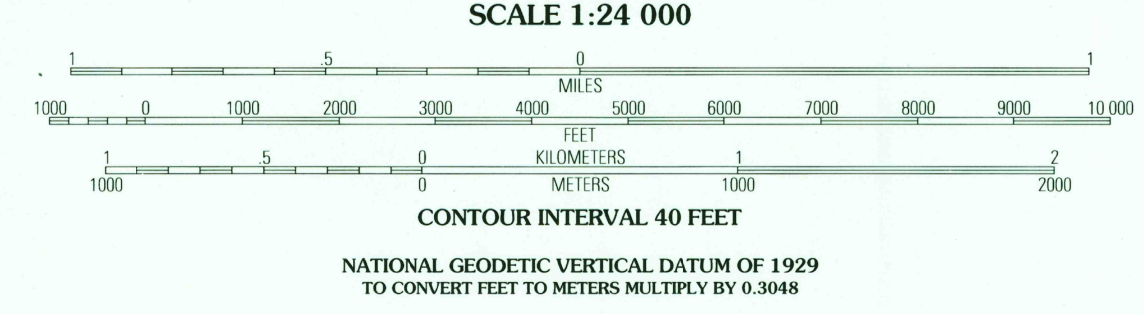 SCALE 1:24 000
1 .5 0 1
MILES
1000 0 1000 2000 3000 4000 5000 6000 7000 8000 9000 10 000
FEET
1 .5 0 KILOMETERS 1 2
1000 0 METERS 1000 2000
CONTOUR INTERVAL 40 FEET
NATIONAL GEODETIC VERTICAL DATUM OF 1929
TO CONVERT FEET TO METERS MULTIPLY BY 0.3048